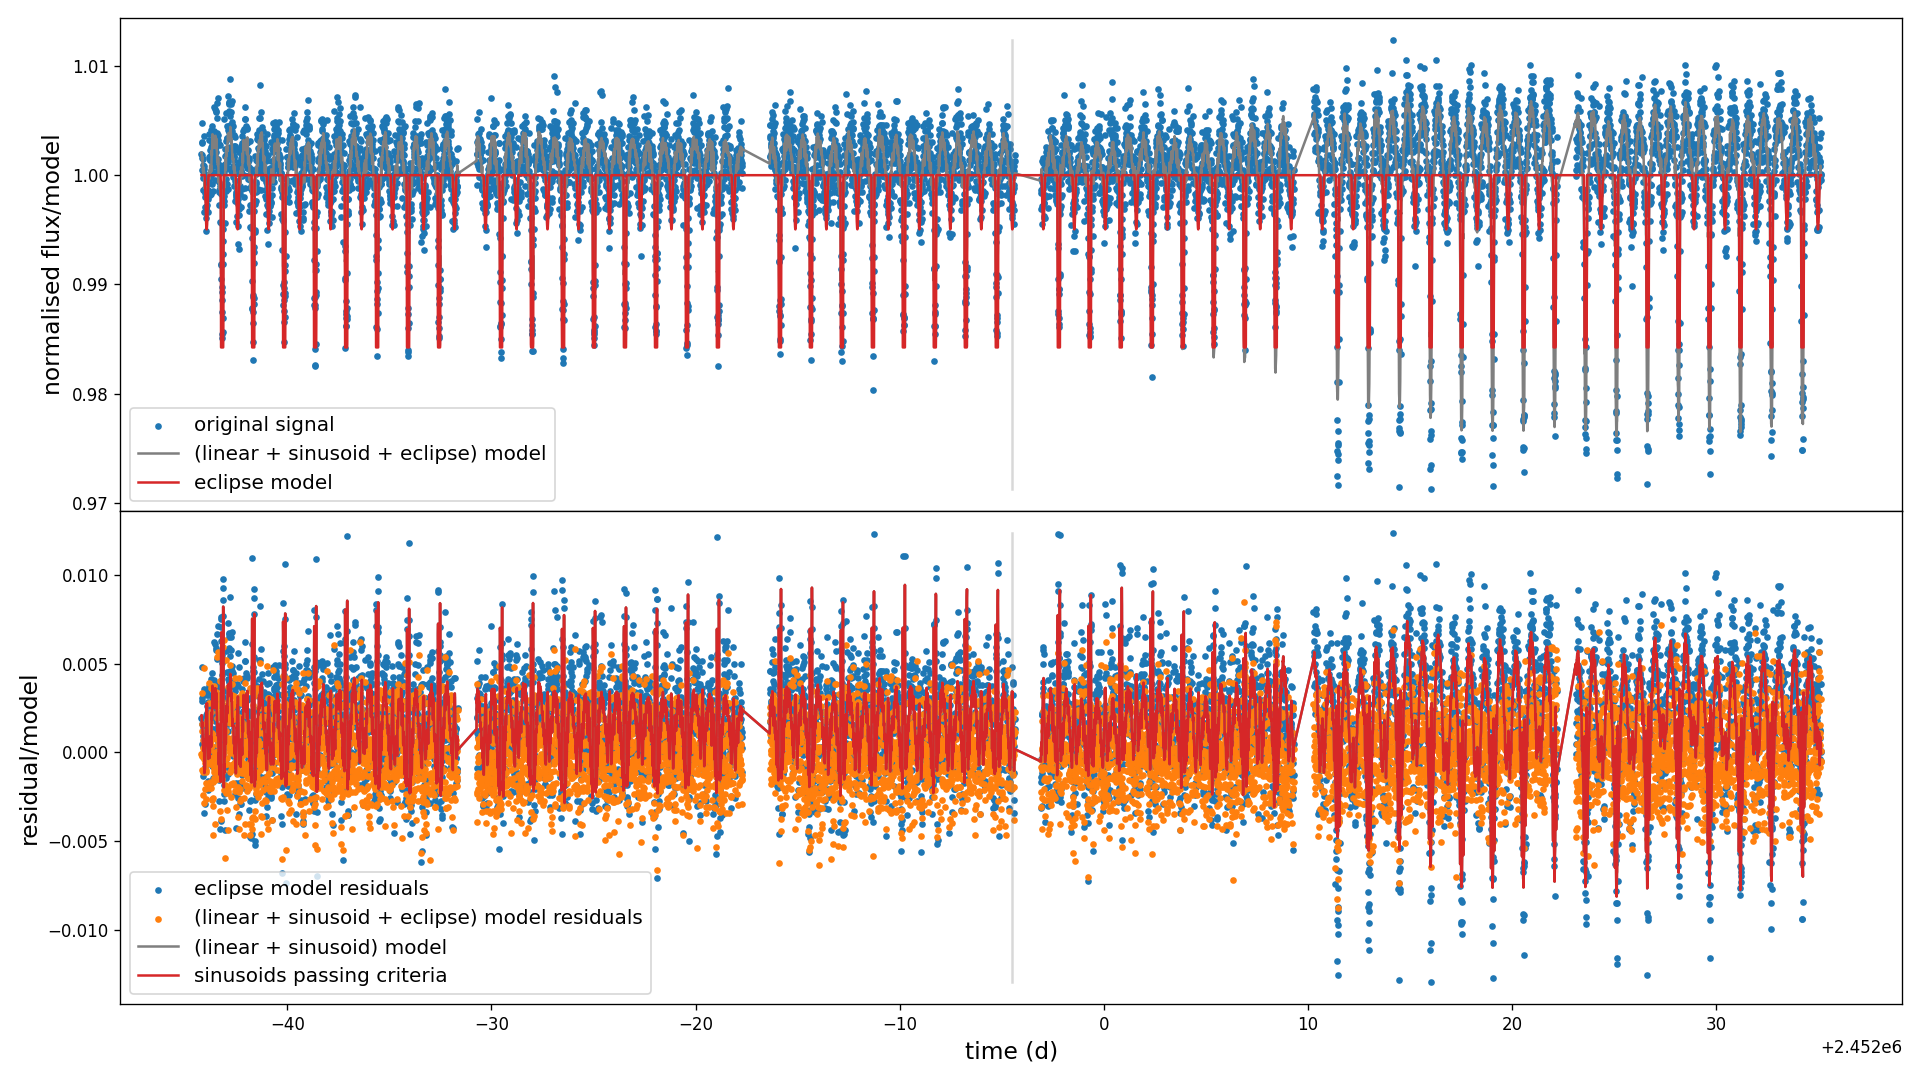 normalised flux/model
1.01
1.00
0.99
0.98
0.97
original signal
(linear + sinusoid + eclipse) model
eclipse model
residual/model
0.010
0.005
0.000
−0.005
−0.010
eclipse model residuals
(linear + sinusoid + eclipse) model residuals
(linear + sinusoid) model
sinusoids passing criteria
−40 −30 −20 −10 0 10 20 30
time (d)
+2.452e6